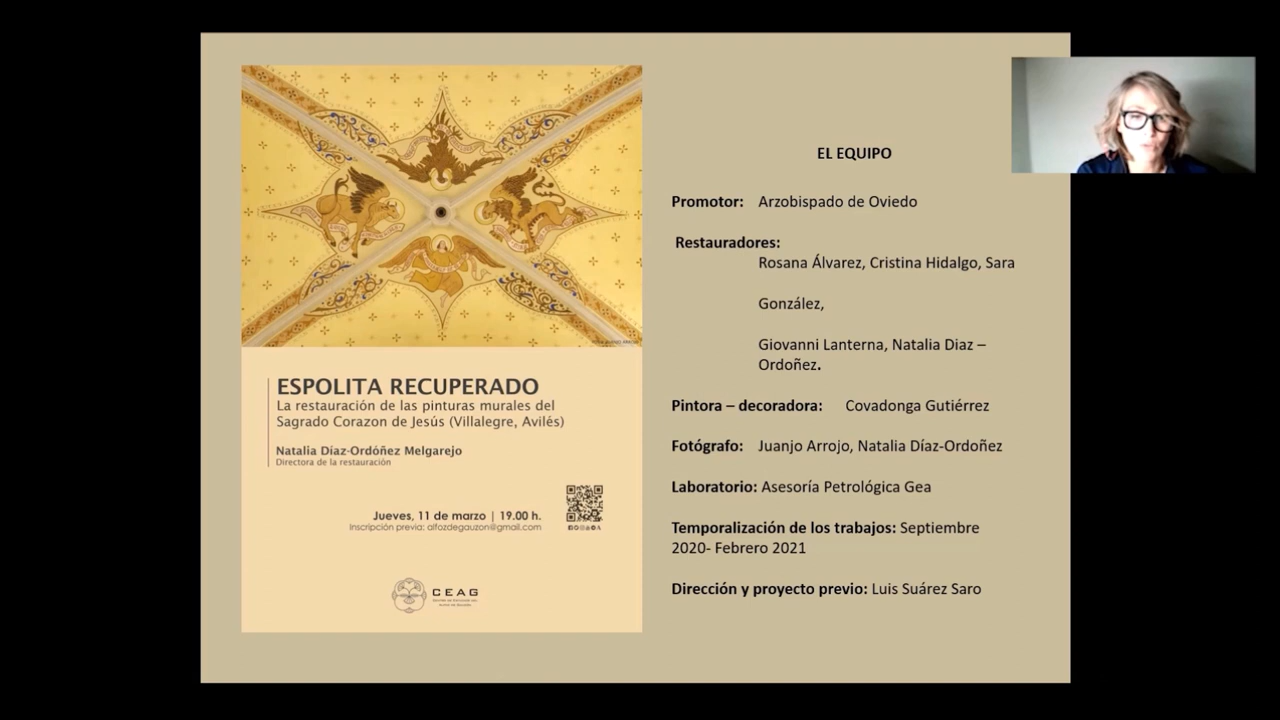 ESPOLITA RECUPERADO
La restauración de las pinturas murales del
Sagrado Corazon de Jesús (Villalegre, Avilés)
Natalia Díaz-Ordóñez Melgarejo
Directora de la restauración
Jueves, 11 de marzo | 19.00 h.
Inscripción previa: alfozdegauzon@gmail.com
CEAG
EL EQUIPO
Promotor: Arzobispado de Oviedo
Restauradores:
Rosana Álvarez, Cristina Hidalgo, Sara
González,
Giovanni Lanterna, Natalia Diaz –
Ordoñez.
Pintora – decoradora: Covadonga Gutiérrez
Fotógrafo: Juanjo Arrojo, Natalia Díaz-Ordoñez
Laboratorio: Asesoría Petrológica Gea
Temporalización de los trabajos: Septiembre
2020- Febrero 2021
Dirección y proyecto previo: Luis Suárez Saro